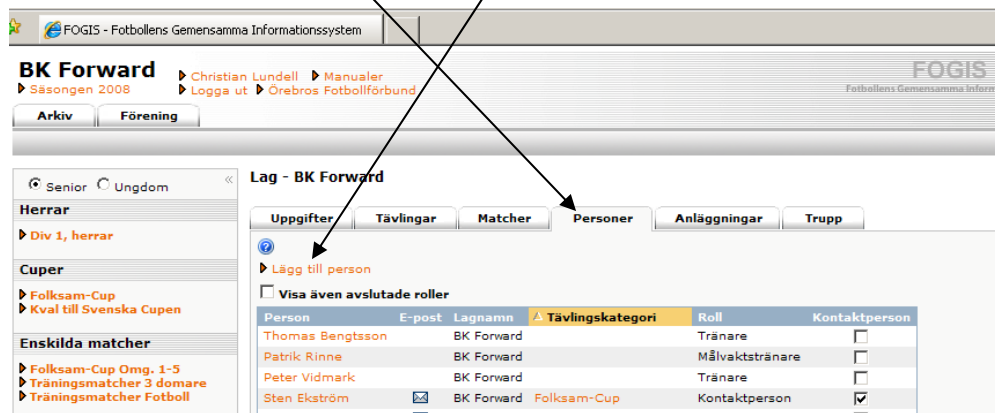 FOGIS - Fotbollens Gemensamma Informationssystem
BK Forward
Säsongen 2008
Christian Lundell Manualer
Logga ut Örebros Fotbollförbund
FOGIS
Fotbollens Gemensamma Inform
Arkiv Förening
Senior Ungdom «
Herrar
Div 1, herrar
Cuper
Folksam-Cup
Kval till Svenska Cupen
Enskilda matcher
Folksam-Cup Omg. 1-5
Träningsmatcher 3 domare
Träningsmatcher Fotboll
Lag - BK Forward
Uppgifter Tävlingar Matcher Personer Anläggningar Trupp
Lägg till person
Visa även avslutade roller
Person E-post Lagnamn Tävlingskategori Roll Kontaktperson
Thomas Bengtsson BK Forward Tränare
Patrik Rinne BK Forward Målvaktstränare
Peter Vidmark BK Forward Tränare
Sten Ekström BK Forward Folksam-Cup Kontaktperson